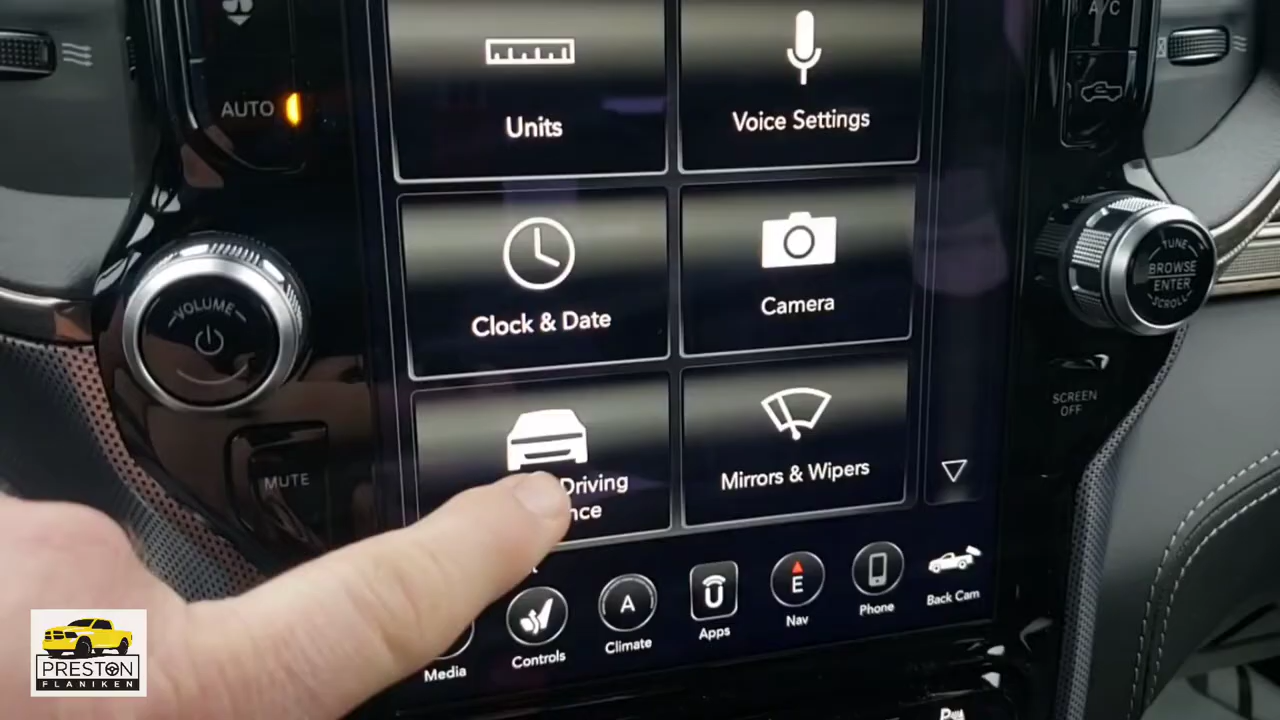 A/C
AUTO
Units
Voice Settings
VOLUME
Clock & Date
Camera
TUNE
BROWSE
ENTER
SCROLL
SCREEN
OFF
MUTE
Driving
Mirrors & Wipers
Media
Controls
A
Climate
Apps
E
Nav
Phone
Back Cam
PRESTON
FLANIKEN